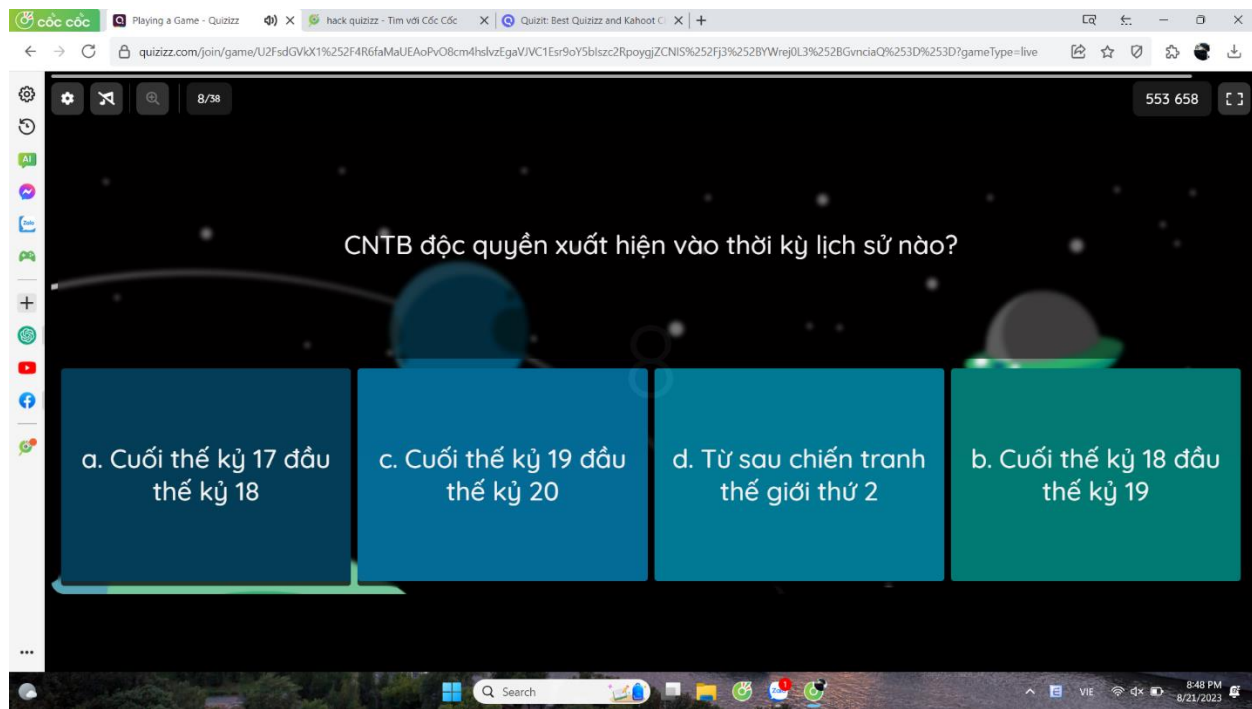 cốc cốc
Playing a Game - Quizizz
hack quizizz - Tìm với Cốc Cốc
Quizit: Best Quizizz and Kahoot C
quizizz.com/join/game/U2FsdGVkX1%252F4R6faMaUEAoPvO8cm4hslvzEgaVJVC1Esr9oY5blszc2RpoygjZCNIS%252Fj3%252BYWrej0L3%252BGvnciaQ%253D%253D?gameType=live
8/38
553 658
AI
Zalo
CNTB độc quyền xuất hiện vào thời kỳ lịch sử nào?
8
a. Cuối thế kỷ 17 đầu
thế kỷ 18
c. Cuối thế kỷ 19 đầu
thế kỷ 20
d. Từ sau chiến tranh
thế giới thứ 2
b. Cuối thế kỷ 18 đầu
thế kỷ 19
Search
VIE
8:48 PM
8/21/2023